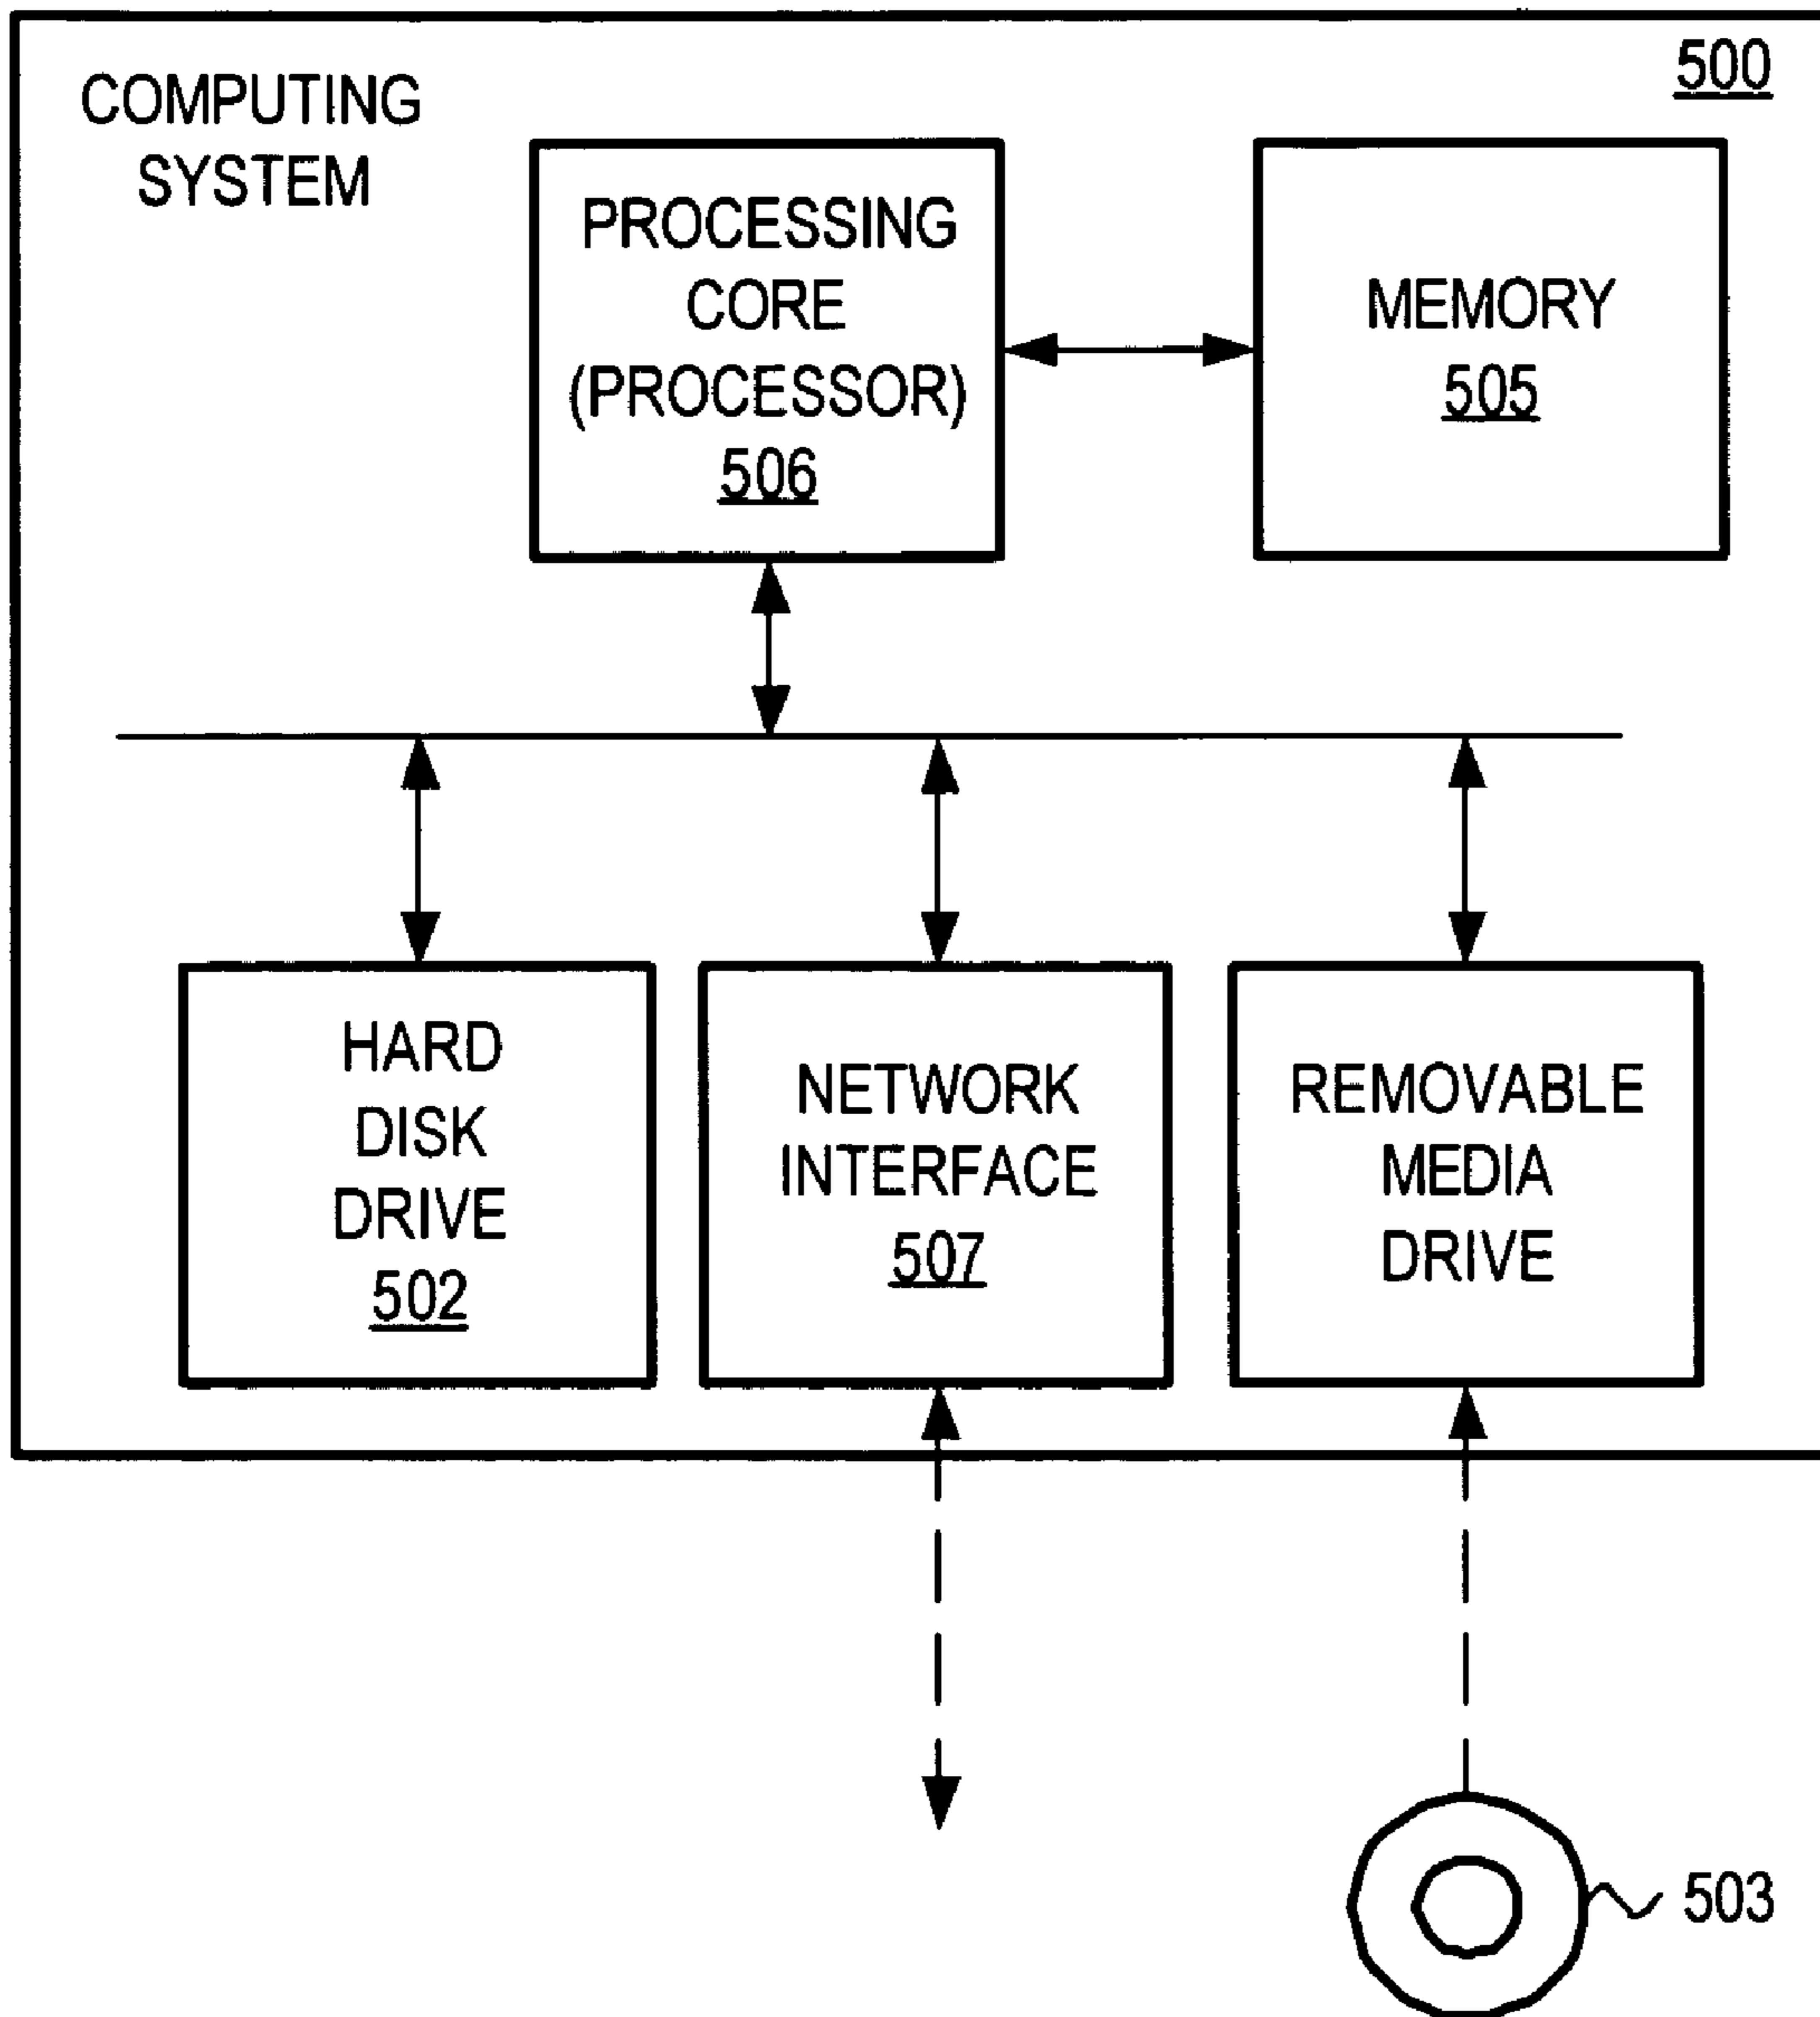 COMPUTING
SYSTEM
500
PROCESSING
CORE
(PROCESSOR)
506
MEMORY
505
HARD
DISK
DRIVE
502
NETWORK
INTERFACE
507
REMOVABLE
MEDIA
DRIVE
503